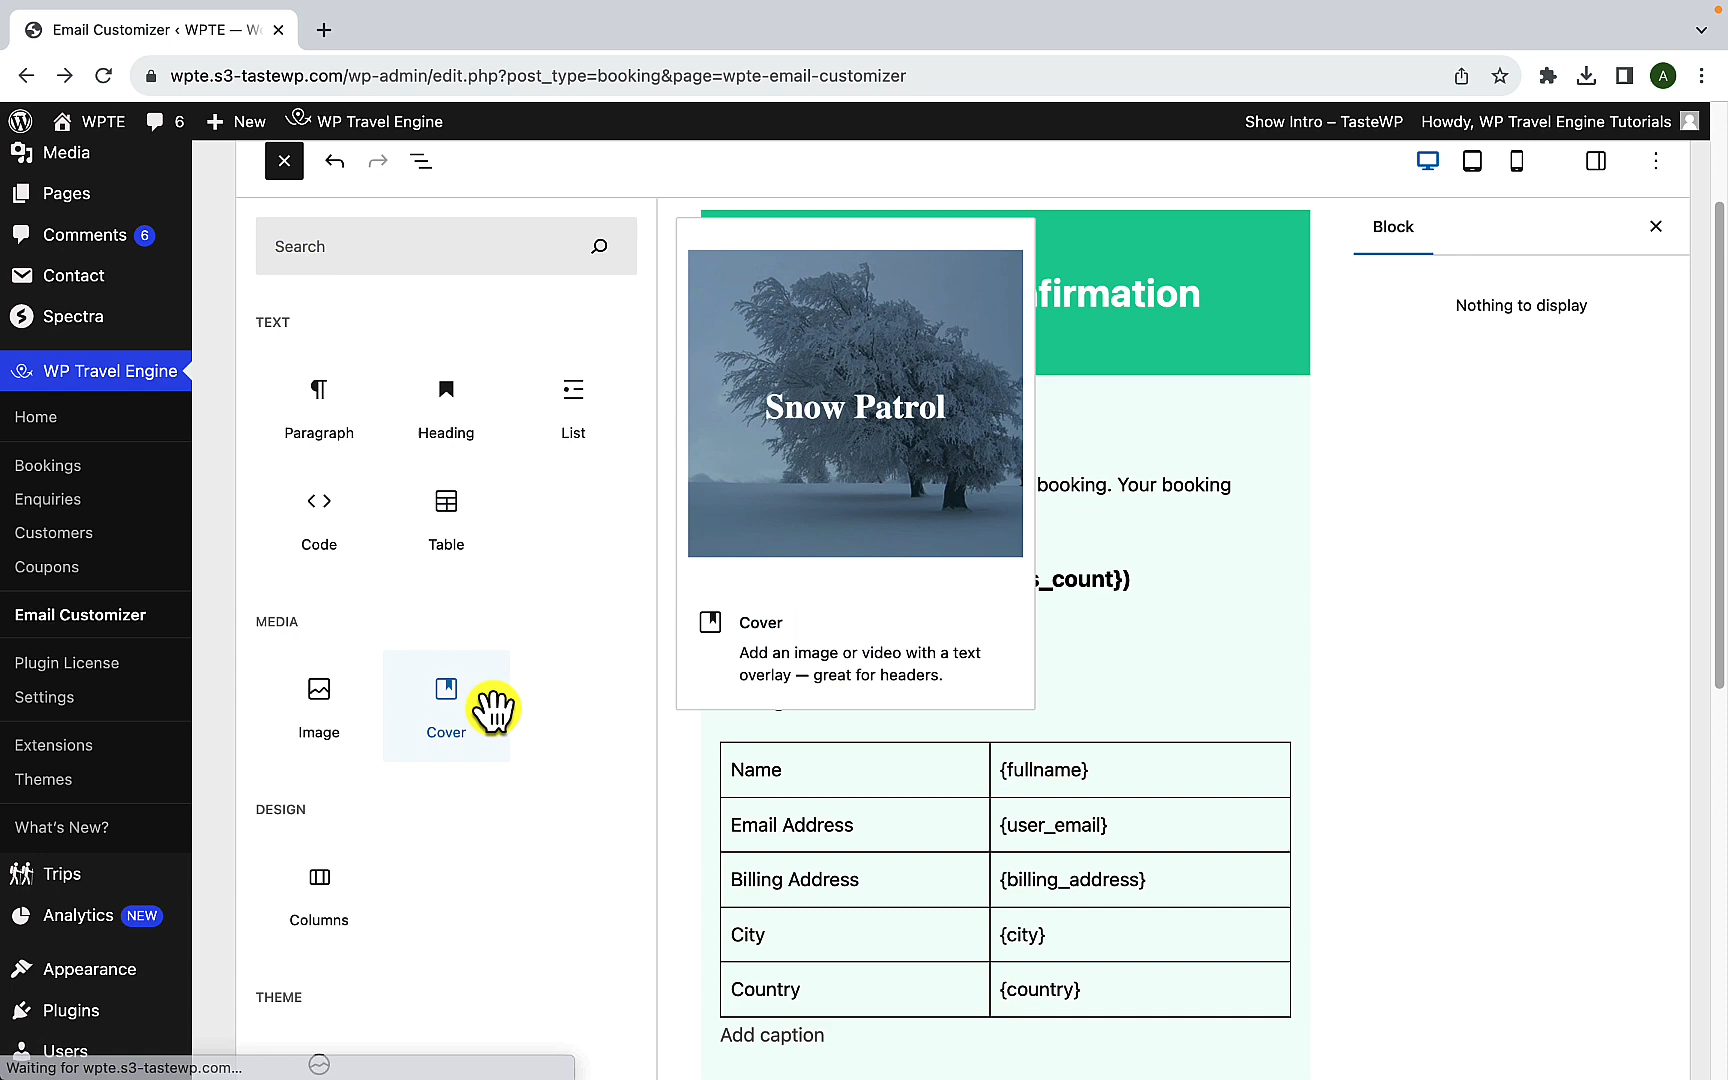 Email Customizer ‹ WPTE — Wo
wpte.s3-tastewp.com/wp-admin/edit.php?post_type=booking&page=wpte-email-customizer
A
WPTE
6
New
WP Travel Engine
Show Intro – TasteWP
Howdy, WP Travel Engine Tutorials
Media
Pages
Comments 6
Contact
Spectra
WP Travel Engine
Home
Bookings
Enquiries
Customers
Coupons
Email Customizer
Plugin License
Settings
Extensions
Themes
What's New?
Trips
Analytics NEW
Appearance
Plugins
Users
Waiting for wpte.s3-tastewp.com...
Search
TEXT
Paragraph
Heading
List
Code
Table
MEDIA
Image
Cover
DESIGN
Columns
THEME
Snow Patrol
Cover
Add an image or video with a text
overlay — great for headers.
firmation
booking. Your booking
_count})
Name {fullname}
Email Address {user_email}
Billing Address {billing_address}
City {city}
Country {country}
Add caption
Block
Nothing to display